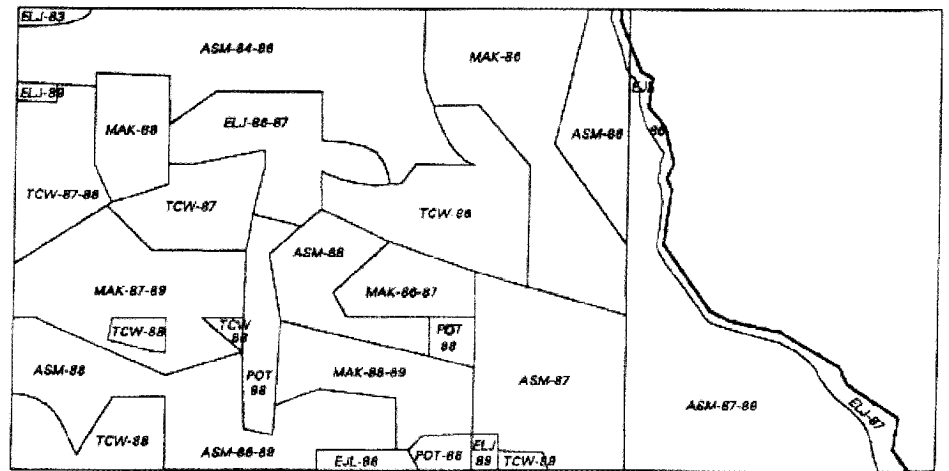 ELJ-83
ASM-84-86
MAK-86
ELJ-89
EJL
86
MAK-88
ELJ-86-87
ASM-86
TCW-87-88
TCW-87
TCW-86
ASM-88
MAK-87-89
MAK-86-87
TCW-88
TCW
88
POT
88
ASM-88
POT
88
MAK-88-89
ASM-87
ASM-87-89
ELJ-87
TCW-88
ASM-86-89
EJL-86
POT-88
ELJ
89
TCW-89